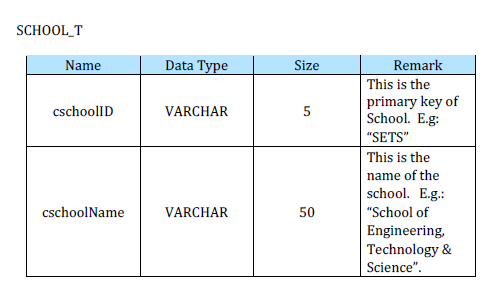 SCHOOL_T
Name Data Type Size Remark
cschoolID VARCHAR 5 This is the
primary key of
School. E.g:
“SETS”
cschoolName VARCHAR 50 This is the
name of the
school. E.g.:
“School of
Engineering,
Technology &
Science”.